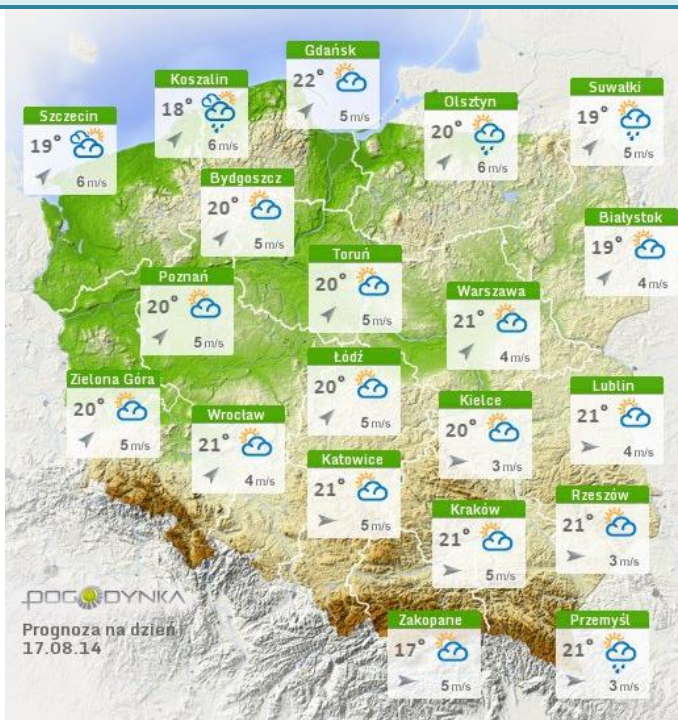 Gdańsk
22°
5 m/s
Koszalin
18°
6 m/s
Suwałki
19°
5 m/s
Olsztyn
20°
6 m/s
Szczecin
19°
6 m/s
Bydgoszcz
20°
5 m/s
Białystok
19°
4 m/s
Toruń
20°
5 m/s
Poznań
20°
5 m/s
Warszawa
21°
4 m/s
Łódź
20°
5 m/s
Zielona Góra
20°
5 m/s
Wrocław
21°
4 m/s
Kielce
20°
3 m/s
Lublin
21°
4 m/s
Katowice
21°
5 m/s
Kraków
21°
5 m/s
Rzeszów
21°
3 m/s
POGODYNKA
Prognoza na dzień
17.08.14
Zakopane
17°
5 m/s
Przemyśl
21°
3 m/s